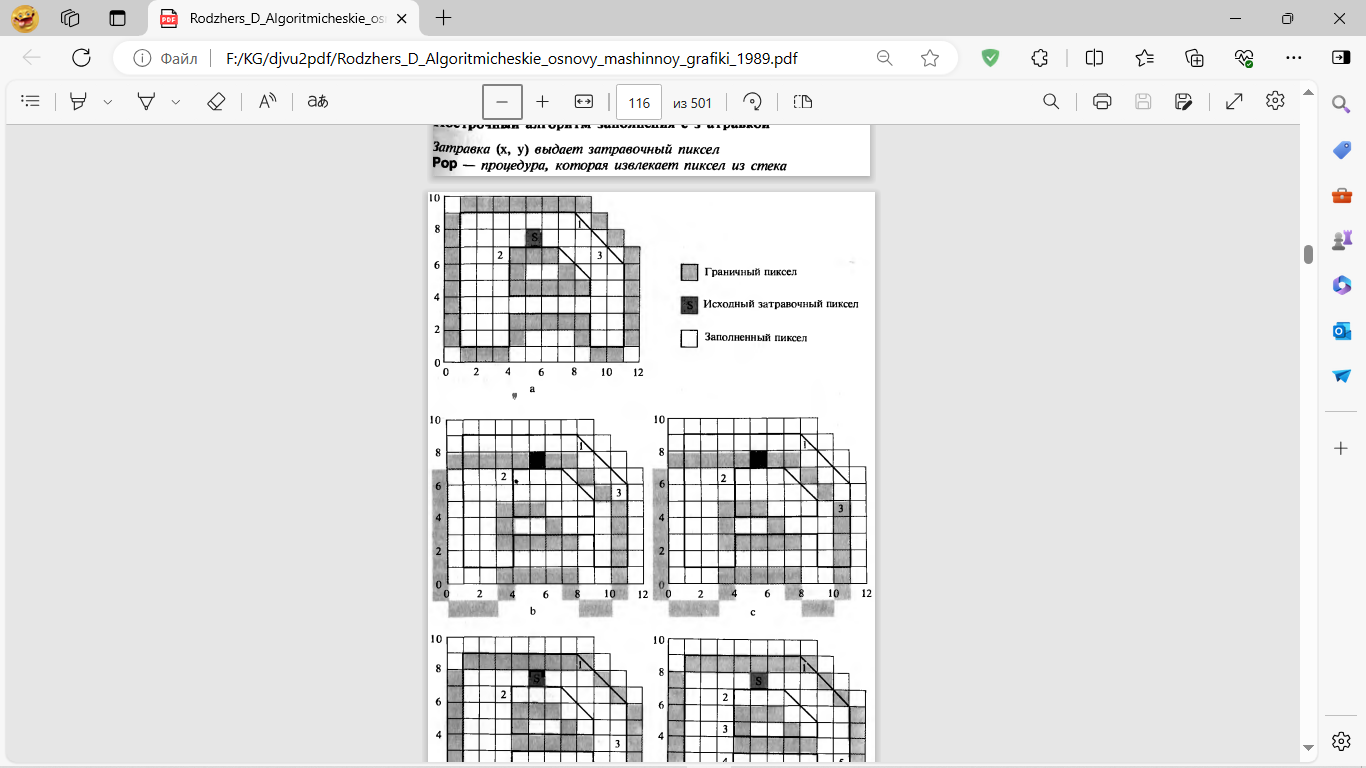 Rodzhers_D_Algoritmicheskie_os
Файл
F:/KG/djvu2pdf/Rodzhers_D_Algoritmicheskie_osnovy_mashinnoy_grafiki_1989.pdf
116 из 501
аあ
Построчный алгоритм заполнения с затравкой
Затравка (x, y) выдает затравочный пиксел
Pop — процедура, которая извлекает пиксел из стека
10
8
6
4
2
0
S
1
2
3
0 2 4 6 8 10 12
a
Граничный пиксел
S Исходный затравочный пиксел
Заполненный пиксел
10
8
6
4
2
0
1
2
3
0 2 4 6 8 10 12
b
10
8
6
4
2
0
1
2
3
0 2 4 6 8 10 12
c
10
8
6
4
S
1
2
3
10
8
6
4
S
1
2
3